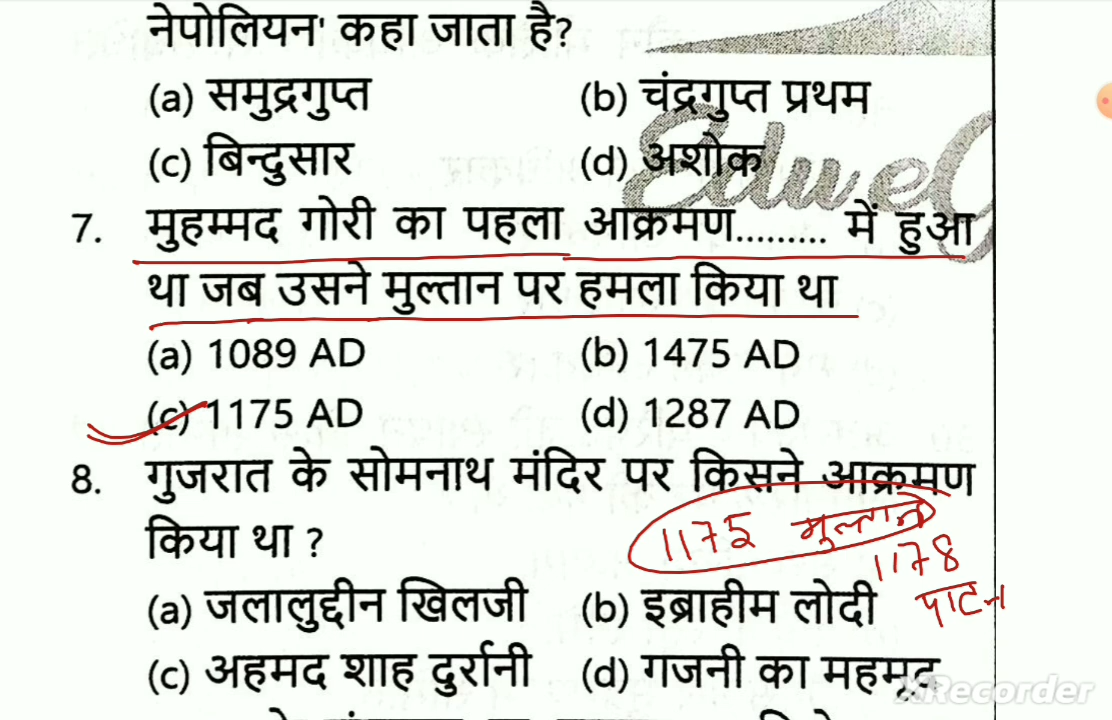 नेपोलियन' कहा जाता है?
(a) समुद्रगुप्त (b) चंद्रगुप्त प्रथम
(c) बिन्दुसार (d) अशोक
EdueG
7. मुहम्मद गोरी का पहला आक्रमण......... में हुआ
था जब उसने मुल्तान पर हमला किया था
(a) 1089 AD (b) 1475 AD
(c) 1175 AD (d) 1287 AD
8. गुजरात के सोमनाथ मंदिर पर किसने आक्रमण
किया था ?
1175 मुल्तान
1178
पाटन
(a) जलालुद्दीन खिलजी (b) इब्राहीम लोदी
(c) अहमद शाह दुर्रानी (d) गजनी का महमूद
XRecorder